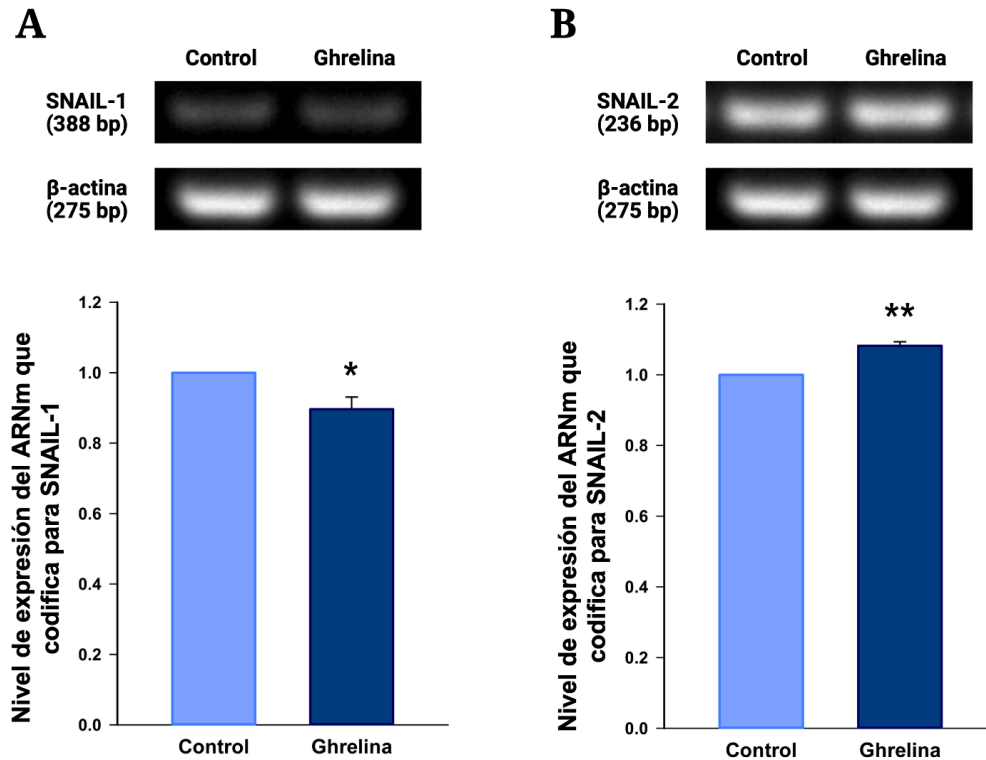 A
Control Ghrelina
SNAIL-1
(388 bp)
β-actina
(275 bp)
Nivel de expresión del ARNm que
codifica para SNAIL-1
1.2
1.0
0.8
0.6
0.4
0.2
0.0
*
Control Ghrelina
B
Control Ghrelina
SNAIL-2
(236 bp)
β-actina
(275 bp)
Nivel de expresión del ARNm que
codifica para SNAIL-2
1.2
1.0
0.8
0.6
0.4
0.2
0.0
**
Control Ghrelina